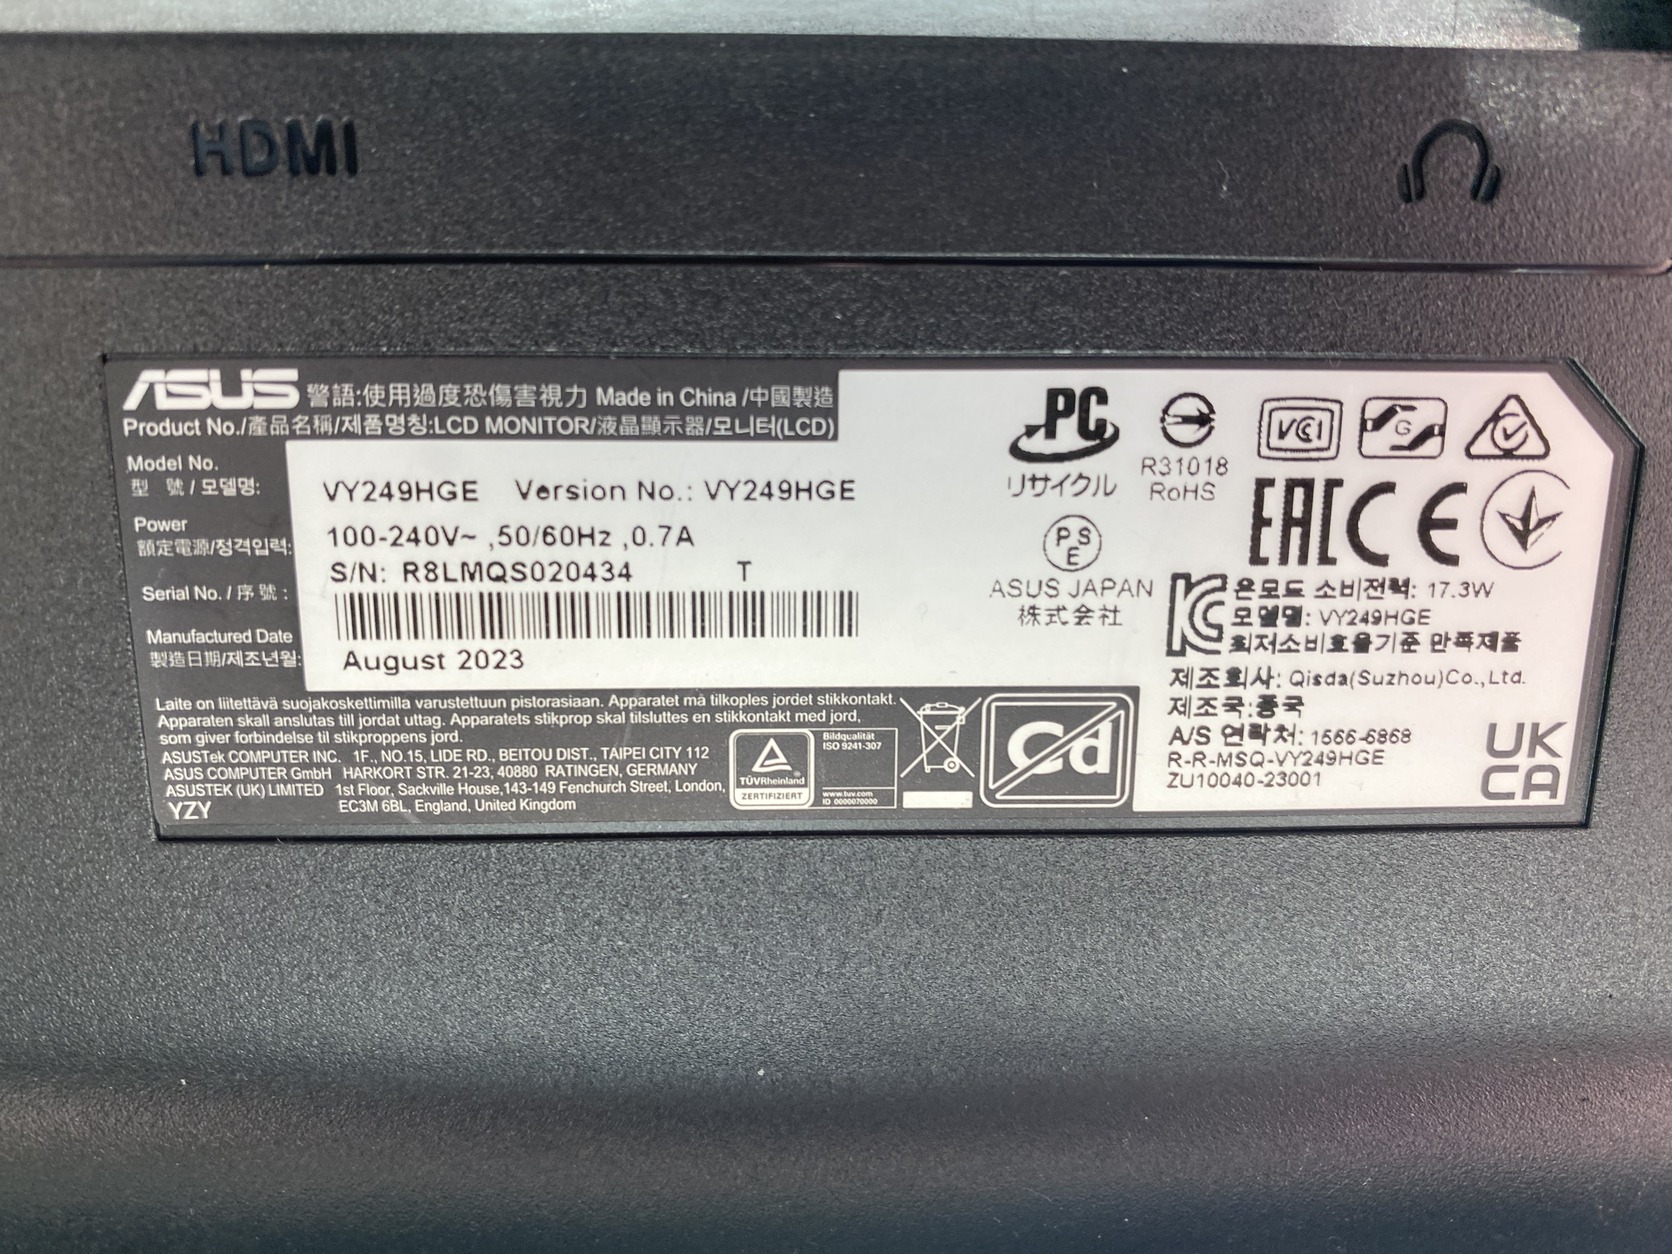 HDMI
ASUS 警語:使用過度恐傷害視力 Made in China /中國製造
Product No./產品名稱/제품명칭:LCD MONITOR/液晶顯示器/모니터(LCD)
Model No.
型 號 / 모델명:
VY249HGE Version No.: VY249HGE
Power
額定電源/정격입력:
100-240V~ ,50/60Hz ,0.7A
S/N: R8LMQS020434 T
Serial No. / 序 號 :
Manufactured Date
製造日期/제조년월:
August 2023
Laite on liitettävä suojakoskettimilla varustettuun pistorasiaan. Apparatet må tilkoples jordet stikkontakt.
Apparaten skall anslutas till jordat uttag. Apparatets stikprop skal tilsluttes en stikkontakt med jord,
som giver forbindelse til stikproppens jord.
ASUSTek COMPUTER INC. 1F., NO.15, LIDE RD., BEITOU DIST., TAIPEI CITY 112
ASUS COMPUTER GmbH HARKORT STR. 21-23, 40880 RATINGEN, GERMANY
ASUSTEK (UK) LIMITED 1st Floor, Sackville House,143-149 Fenchurch Street, London,
EC3M 6BL, England, United Kingdom
YZY
TÜVRheinland
ZERTIFIZIERT
Bildqualität
ISO 9241-307
www.tuv.com
ID 0000070000
Cd
PC
リサイクル
R31018
RoHS
VCCI
G
PSE
ASUS JAPAN
株式会社
EAC CE
KC
온모드 소비전력: 17.3W
모델명: VY249HGE
최저소비효율기준 만족제품
제조회사: Qisda(Suzhou)Co.,Ltd.
제조국:중국
A/S 연락처: 1566-6868
R-R-MSQ-VY249HGE
ZU10040-23001
UK
CA